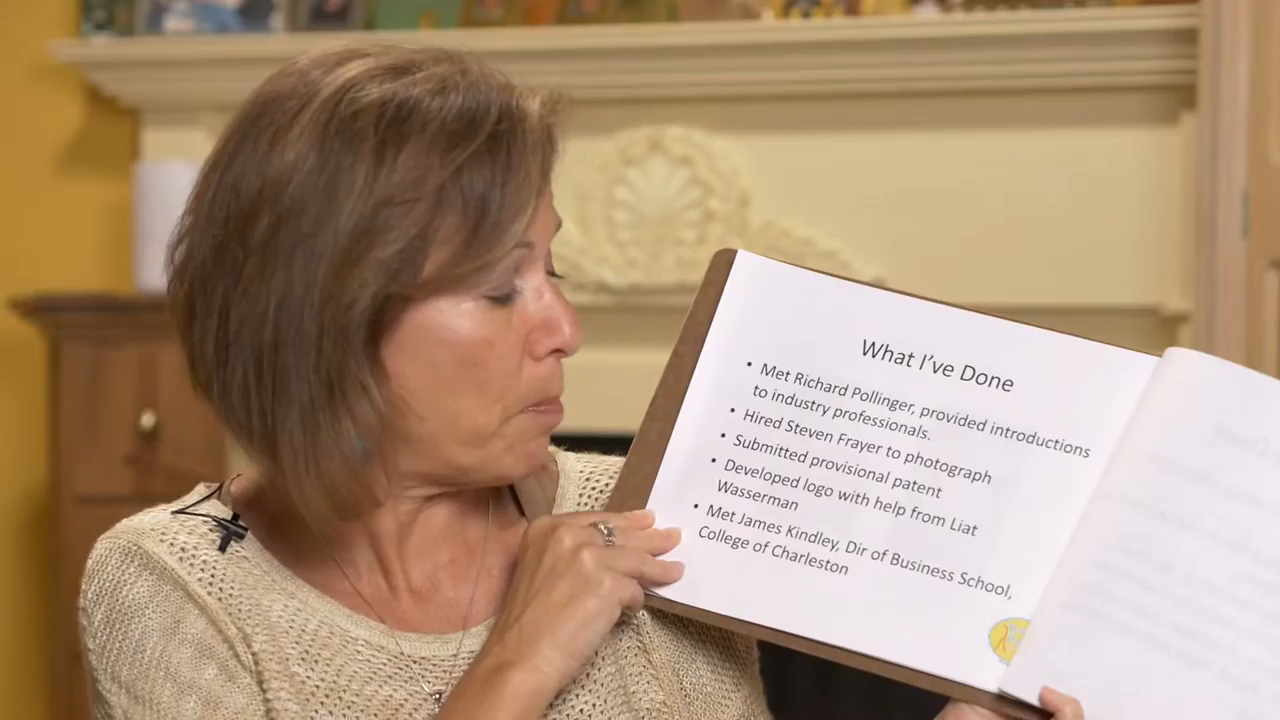 What I've Done
• Met Richard Pollinger, provided introductions
to industry professionals.
• Hired Steven Frayer to photograph
• Submitted provisional patent
• Developed logo with help from Liat
Wasserman
• Met James Kindley, Dir of Business School,
College of Charleston